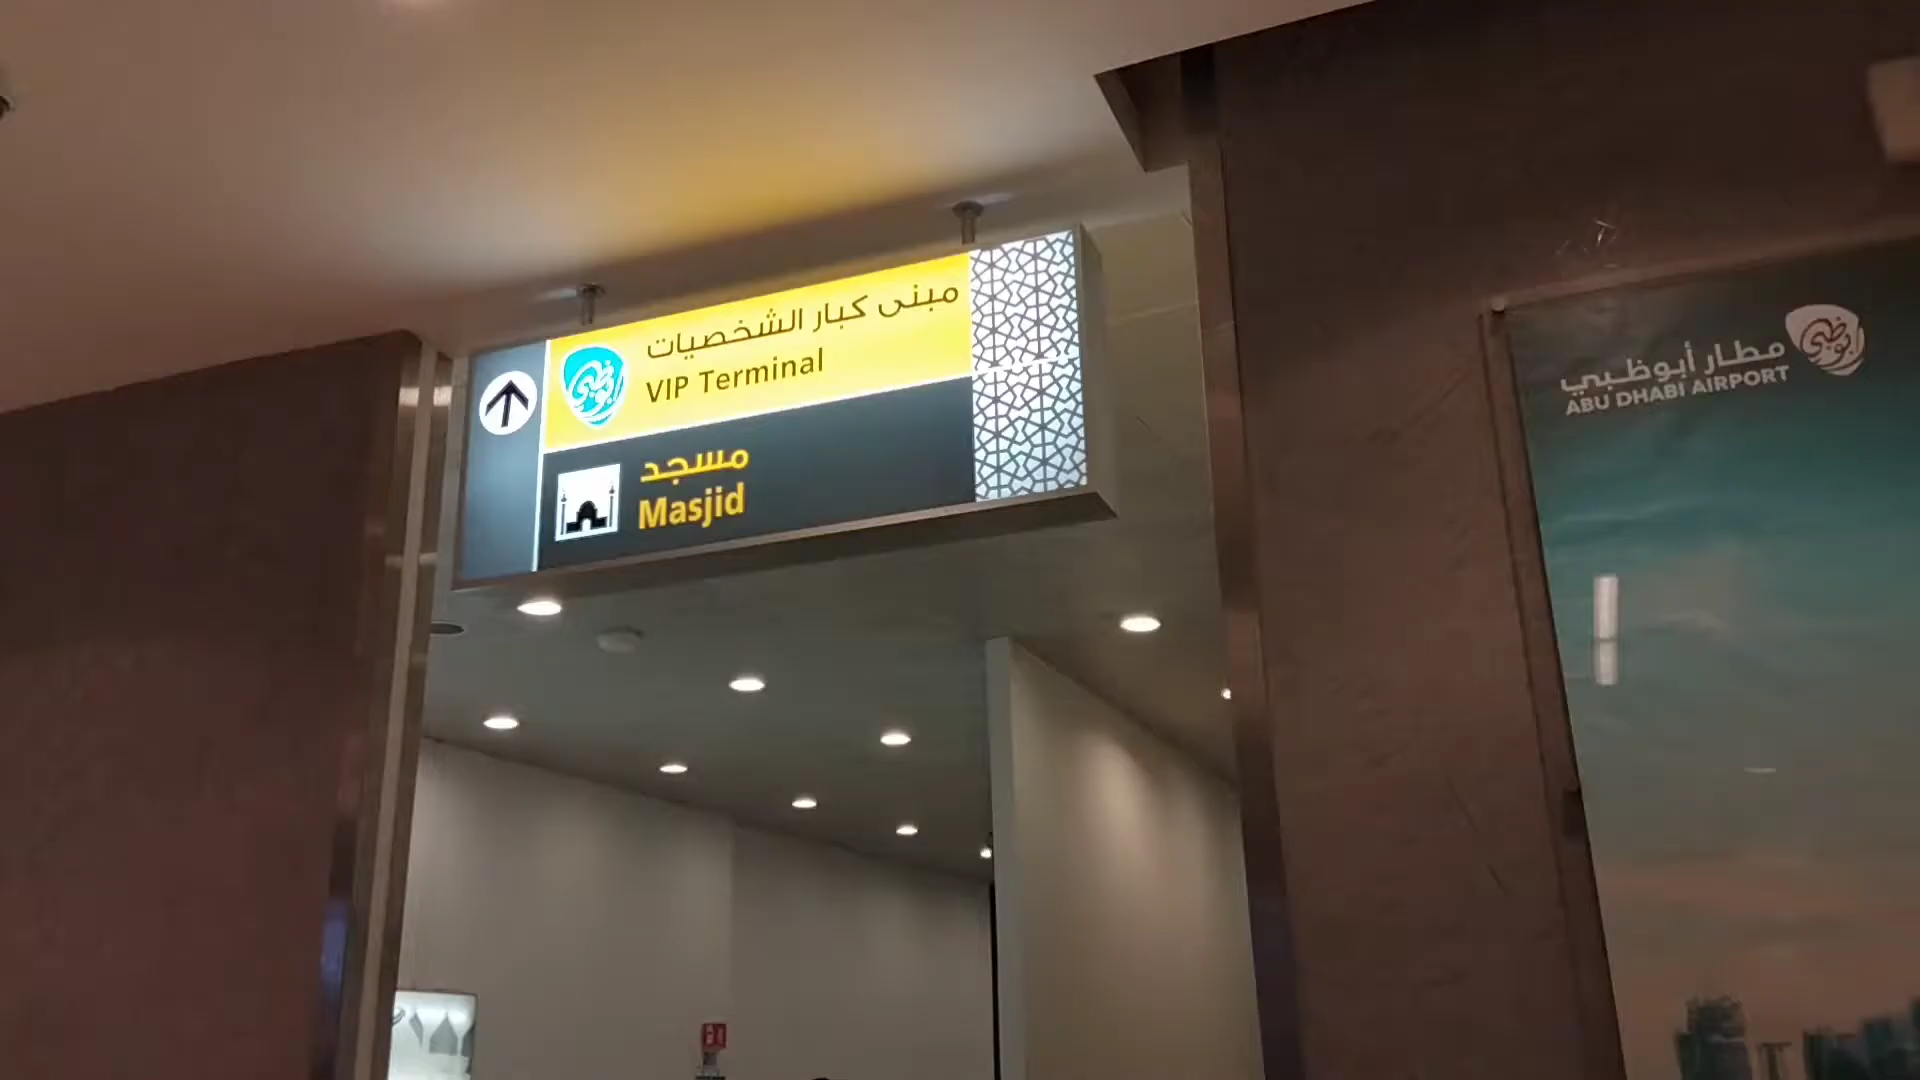 مبنى كبار الشخصيات
VIP Terminal
مسجد
Masjid
مطار أبوظبي
ABU DHABI AIRPORT